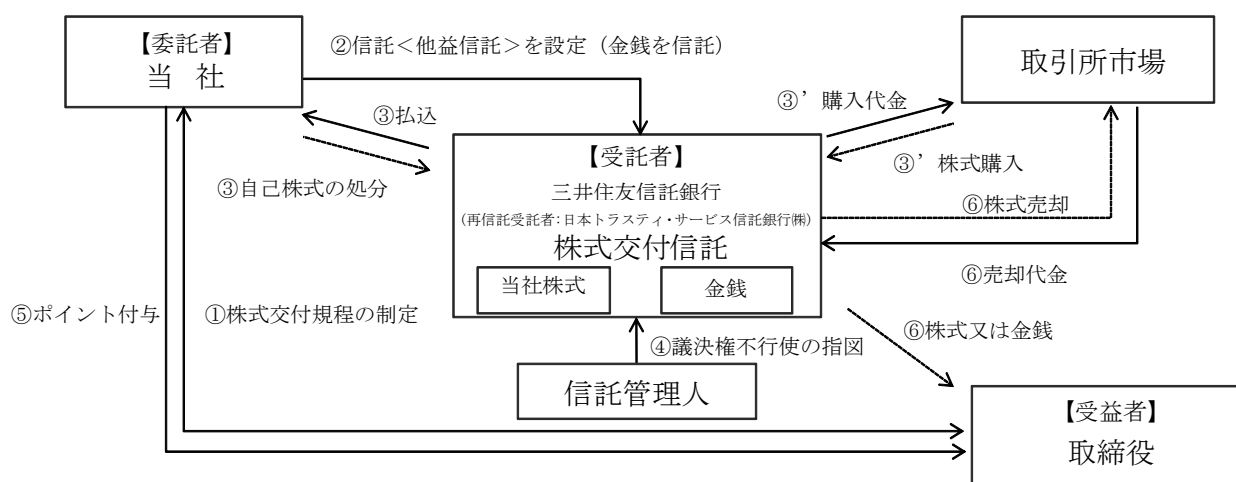 【委託者】
当 社
②信託<他益信託>を設定（金銭を信託）
取引所市場
③払込
③’購入代金
【受託者】
③’株式購入
③自己株式の処分
三井住友信託銀行
(再信託受託者：日本トラスティ・サービス信託銀行㈱)
⑥株式売却
株式交付信託
当社株式
金銭
⑥売却代金
⑤ポイント付与
①株式交付規程の制定
⑥株式又は金銭
④議決権不行使の指図
信託管理人
【受益者】
取締役